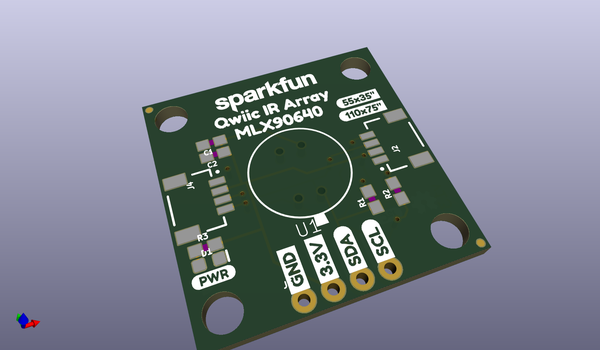 sparkfun
Qwiic IR Array
MLX90640
55x35°
110x75°
C1
C2
J4
J2
R1
R2
R3
D1
U1
PWR
GND
3.3V
SDA
SCL